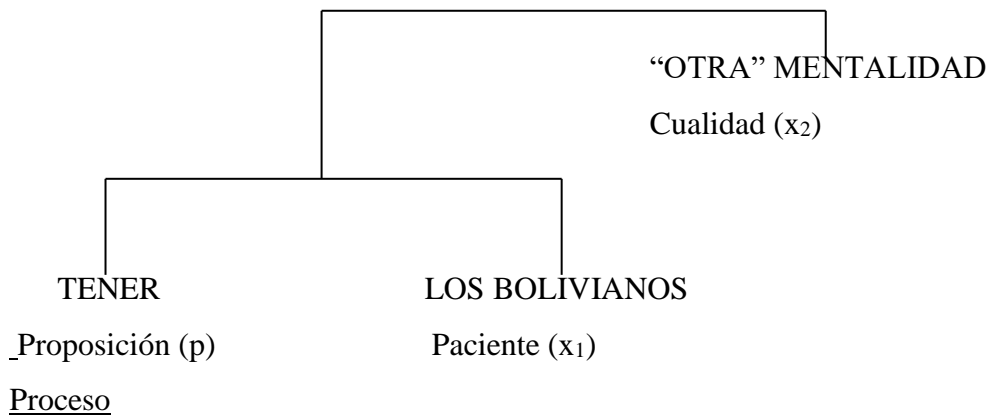 “OTRA” MENTALIDAD
Cualidad (x₂)
TENER LOS BOLIVIANOS
Proposición (p) Paciente (x₁)
Proceso